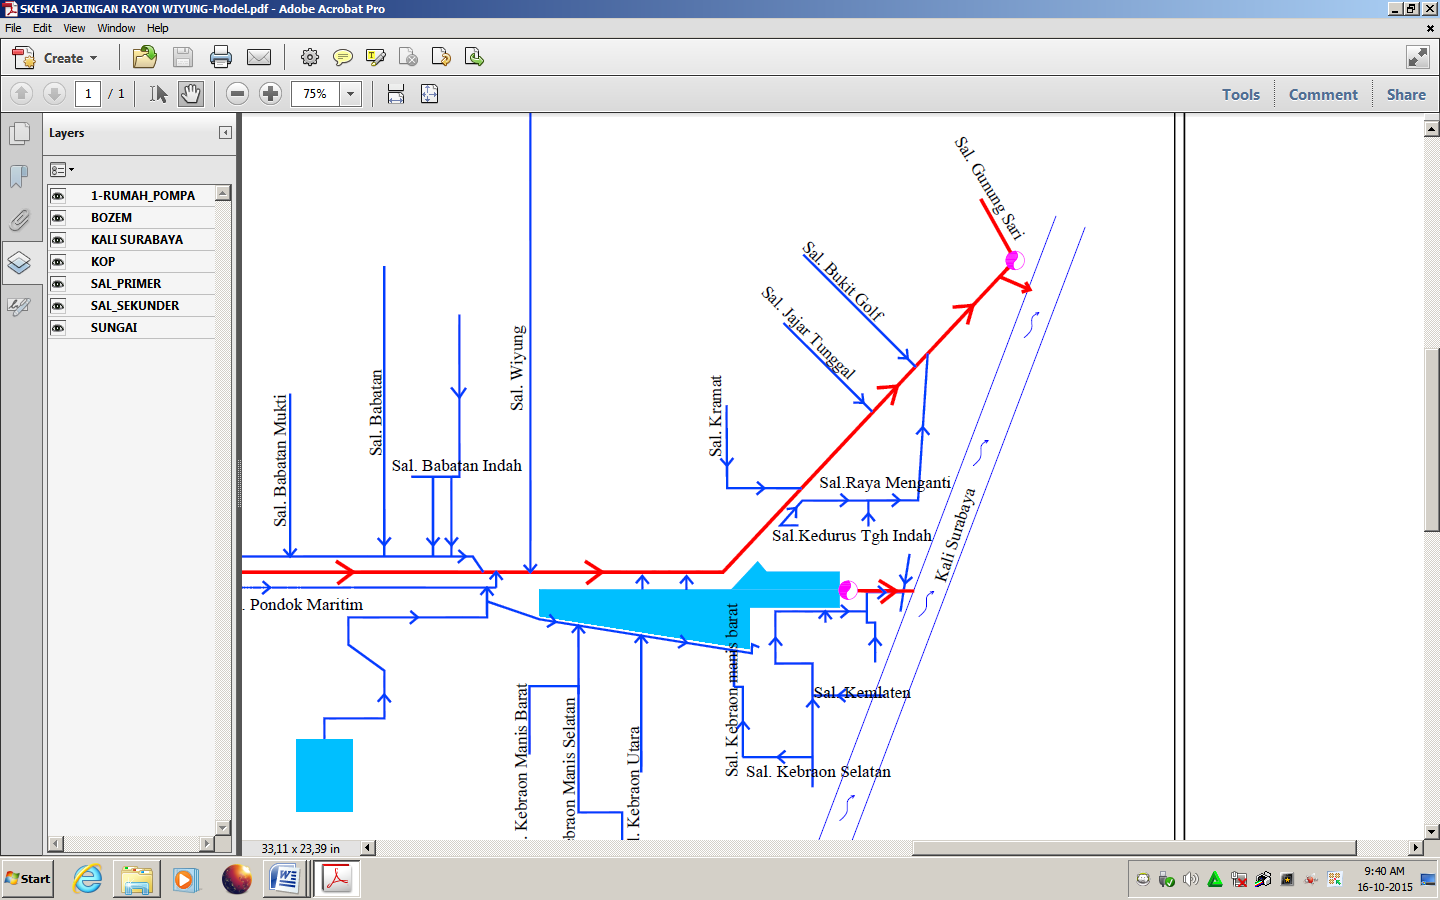 SKEMA JARINGAN RAYON WIYUNG-Model.pdf - Adobe Acrobat Pro
File Edit View Window Help
Create
1 / 1 75% Tools Comment Share
Layers
1-RUMAH_POMPA
BOZEM
KALI SURABAYA
KOP
SAL_PRIMER
SAL_SEKUNDER
SUNGAI
Sal. Gunung Sari
Sal. Bukit Golf
Sal. Jajar Tunggal
Sal. Wiyung
Sal. Babatan
Sal. Kramat
Sal. Babatan Mukti
Sal. Babatan Indah
Sal.Raya Menganti
Sal.Kedurus Tgh Indah
Kali Surabaya
. Pondok Maritim
Sal. Kebraon manis barat
Sal. Kemlaten
. Kebraon Manis Barat
ebraon Manis Selatan
l. Kebraon Utara
Sal. Kebraon Selatan
33,11 x 23,39 in
Start
9:40 AM
16-10-2015